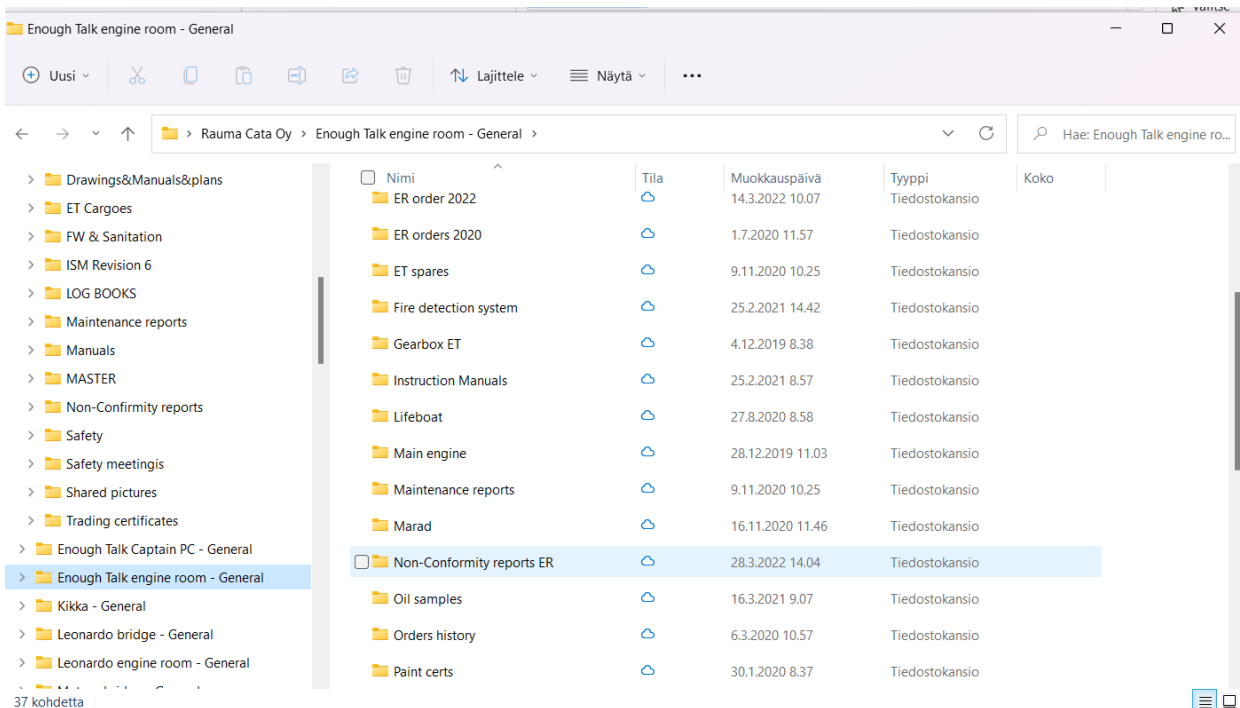 Valitse
Enough Talk engine room - General
Uusi
Lajittele
Näytä
Rauma Cata Oy > Enough Talk engine room - General >
Hae: Enough Talk engine ro...
Drawings&Manuals&plans
ET Cargoes
FW & Sanitation
ISM Revision 6
LOG BOOKS
Maintenance reports
Manuals
MASTER
Non-Confirmity reports
Safety
Safety meetingis
Shared pictures
Trading certificates
Enough Talk Captain PC - General
Enough Talk engine room - General
Kikka - General
Leonardo bridge - General
Leonardo engine room - General
Nimi Tila Muokkauspäivä Tyyppi Koko
ER order 2022 14.3.2022 10.07 Tiedostokansio
ER orders 2020 1.7.2020 11.57 Tiedostokansio
ET spares 9.11.2020 10.25 Tiedostokansio
Fire detection system 25.2.2021 14.42 Tiedostokansio
Gearbox ET 4.12.2019 8.38 Tiedostokansio
Instruction Manuals 25.2.2021 8.57 Tiedostokansio
Lifeboat 27.8.2020 8.58 Tiedostokansio
Main engine 28.12.2019 11.03 Tiedostokansio
Maintenance reports 9.11.2020 10.25 Tiedostokansio
Marad 16.11.2020 11.46 Tiedostokansio
Non-Conformity reports ER 28.3.2022 14.04 Tiedostokansio
Oil samples 16.3.2021 9.07 Tiedostokansio
Orders history 6.3.2020 10.57 Tiedostokansio
Paint certs 30.1.2020 8.37 Tiedostokansio
37 kohdetta